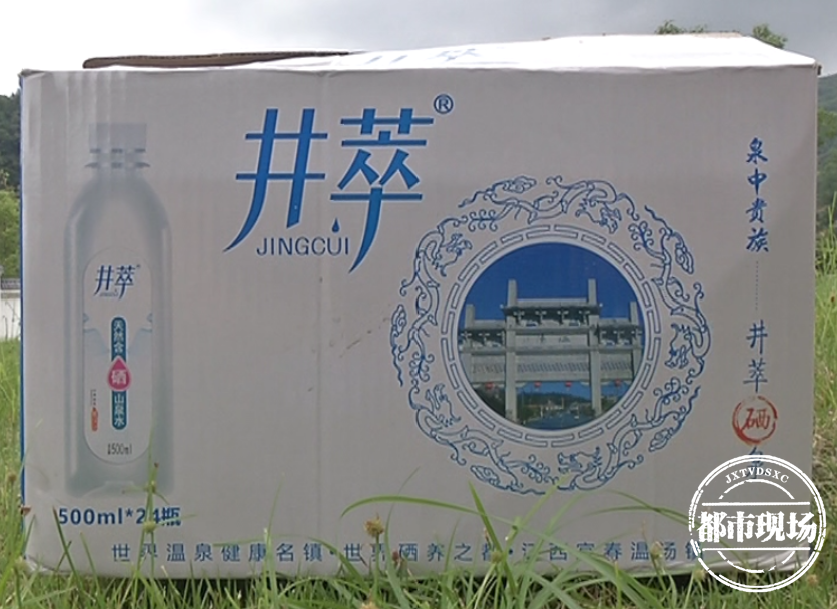 井萃®
JINGCUI
泉中贵族……井萃硒
井萃®
天然含硒山泉水
500ml
500ml*24瓶
世界温泉健康名镇·世界硒养之都·江西宜春温汤
JXTVDSXC
都市现场